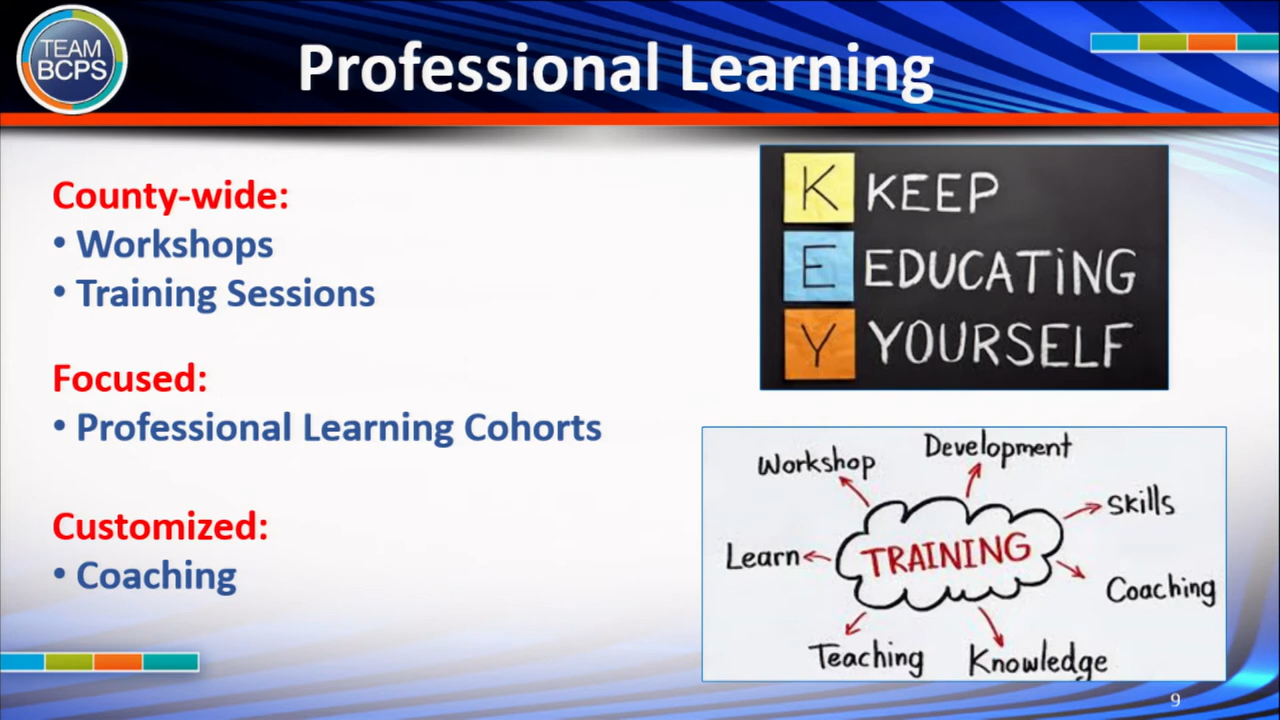 TEAM
BCPS
Professional Learning
County-wide:
• Workshops
• Training Sessions
Focused:
• Professional Learning Cohorts
Customized:
• Coaching
K KEEP
E EDUCATiNG
Y YOURSELF
Workshop
Development
Skills
Learn
TRAINING
Coaching
Teaching
Knowledge
9